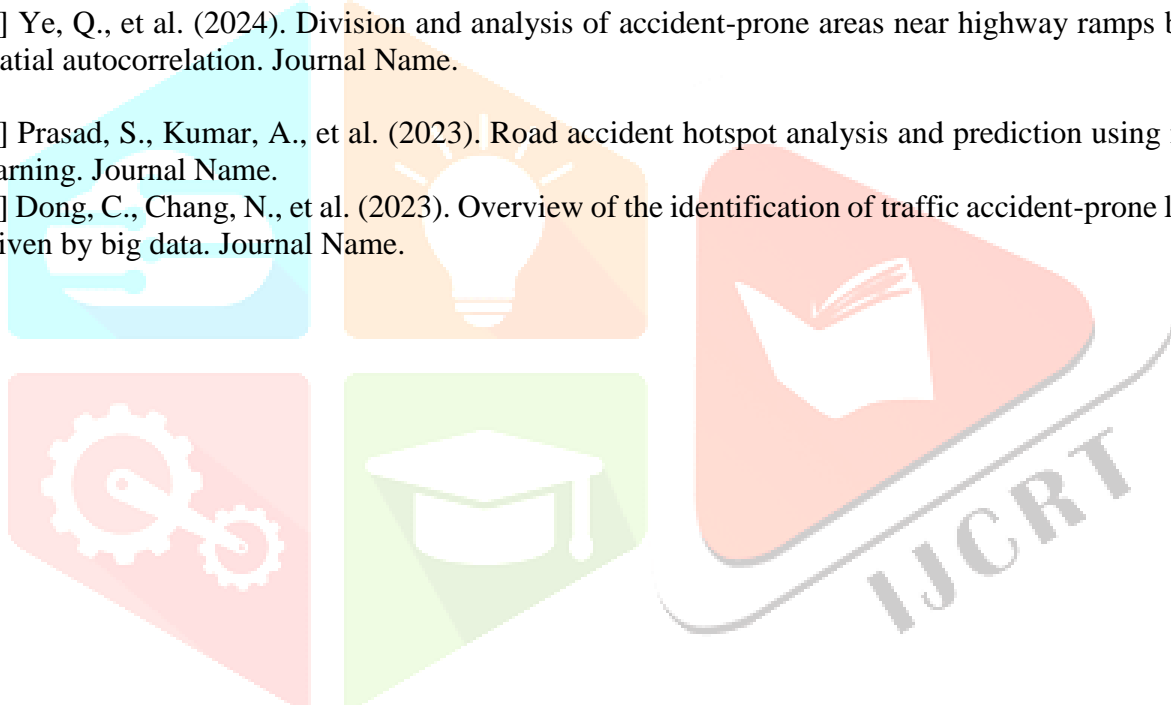 ] Ye, Q., et al. (2024). Division and analysis of accident-prone areas near highway ramps b
atial autocorrelation. Journal Name.
] Prasad, S., Kumar, A., et al. (2023). Road accident hotspot analysis and prediction using
arning. Journal Name.
] Dong, C., Chang, N., et al. (2023). Overview of the identification of traffic accident-prone l
iven by big data. Journal Name.
IJCRT